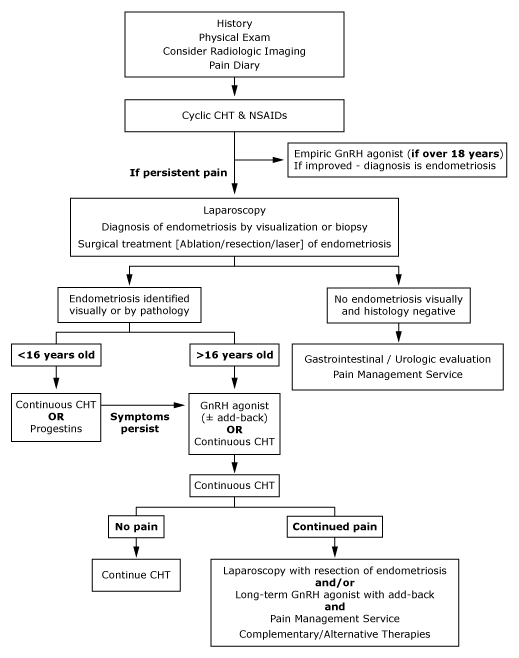 History
Physical Exam
Consider Radiologic Imaging
Pain Diary
Cyclic CHT & NSAIDs
Empiric GnRH agonist (if over 18 years)
If improved - diagnosis is endometriosis
If persistent pain
Laparoscopy
Diagnosis of endometriosis by visualization or biopsy
Surgical treatment [Ablation/resection/laser] of endometriosis
Endometiosis identified
visually or by pathology
No endometiosis visually
and histology negative
<16 years old
>16 years old
Gastrointestinal / Urologic evaluation
Pain Management Service
Continuous CHT
OR
Progestins
Symptoms
persist
GnRH agonist
(± add-back)
OR
Continuous CHT
Continuous CHT
No pain
Continued pain
Continue CHT
Laparoscopy with resection of endometriosis
and/or
Long-term GnRH agonist with add-back
and
Pain Management Service
Complementary/Alternative Therapies